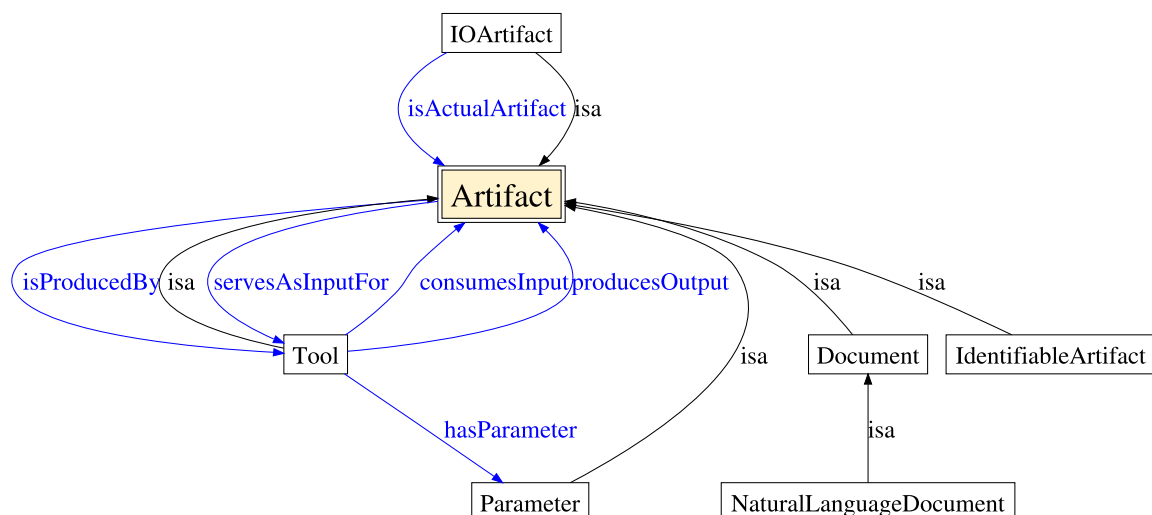 IOArtifact
isActualArtifact
isa
Artifact
isProducedBy
isa
servesAsInputFor
consumesInput
producesOutput
isa
isa
Tool
isa
Document
IdentifiableArtifact
hasParameter
isa
Parameter
NaturalLanguageDocument